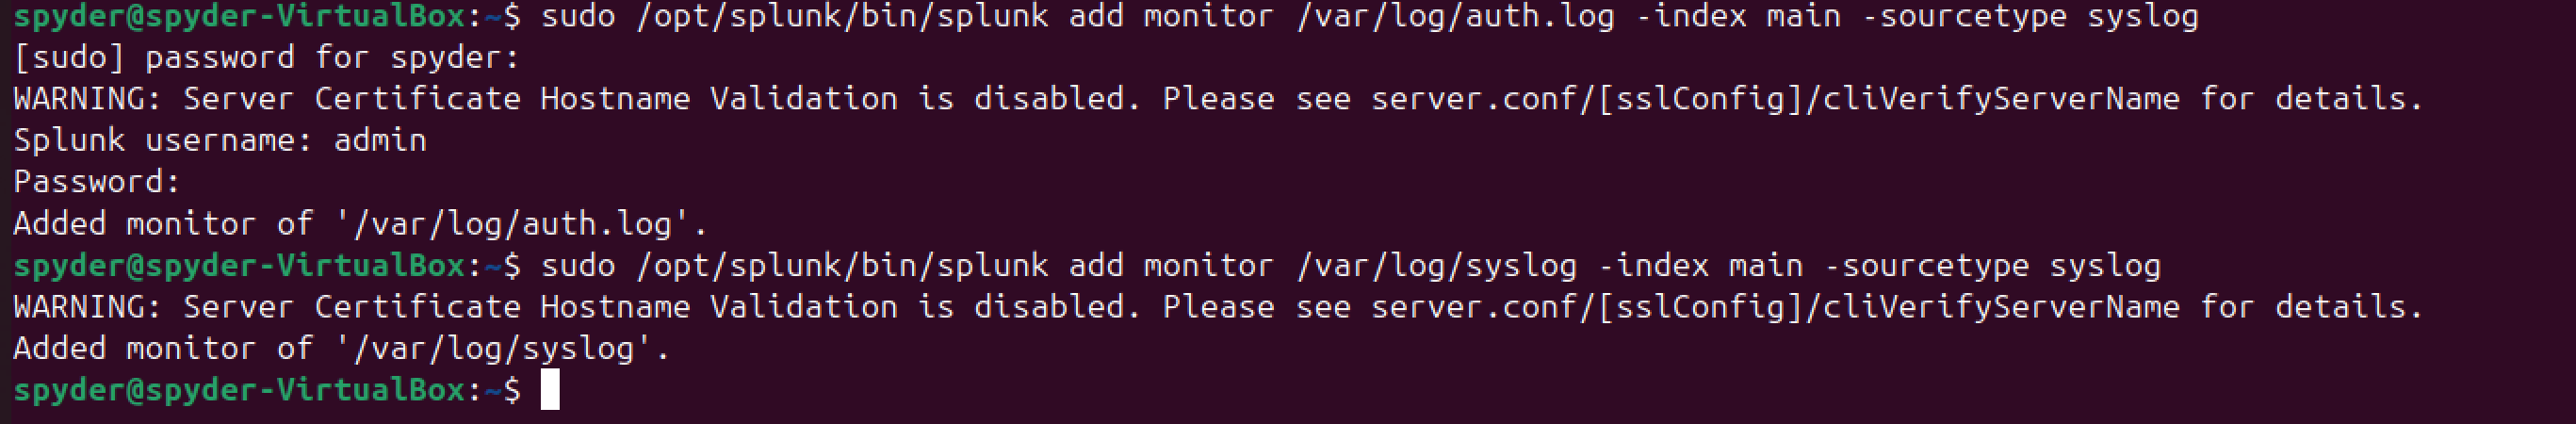 spyder@spyder-VirtualBox:~$ sudo /opt/splunk/bin/splunk add monitor /var/log/auth.log -index main -sourcetype syslog
[sudo] password for spyder:
WARNING: Server Certificate Hostname Validation is disabled. Please see server.conf/[sslConfig]/cliVerifyServerName for details.
Splunk username: admin
Password:
Added monitor of '/var/log/auth.log'.
spyder@spyder-VirtualBox:~$ sudo /opt/splunk/bin/splunk add monitor /var/log/syslog -index main -sourcetype syslog
WARNING: Server Certificate Hostname Validation is disabled. Please see server.conf/[sslConfig]/cliVerifyServerName for details.
Added monitor of '/var/log/syslog'.
spyder@spyder-VirtualBox:~$